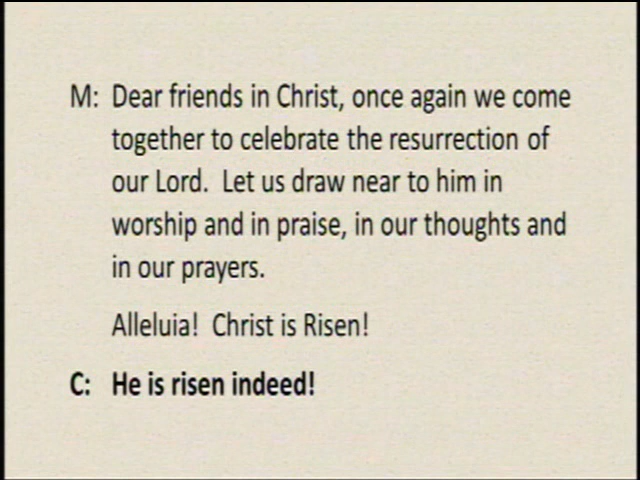 M: Dear friends in Christ, once again we come
together to celebrate the resurrection of
our Lord. Let us draw near to him in
worship and in praise, in our thoughts and
in our prayers.
Alleluia! Christ is Risen!
C: He is risen indeed!